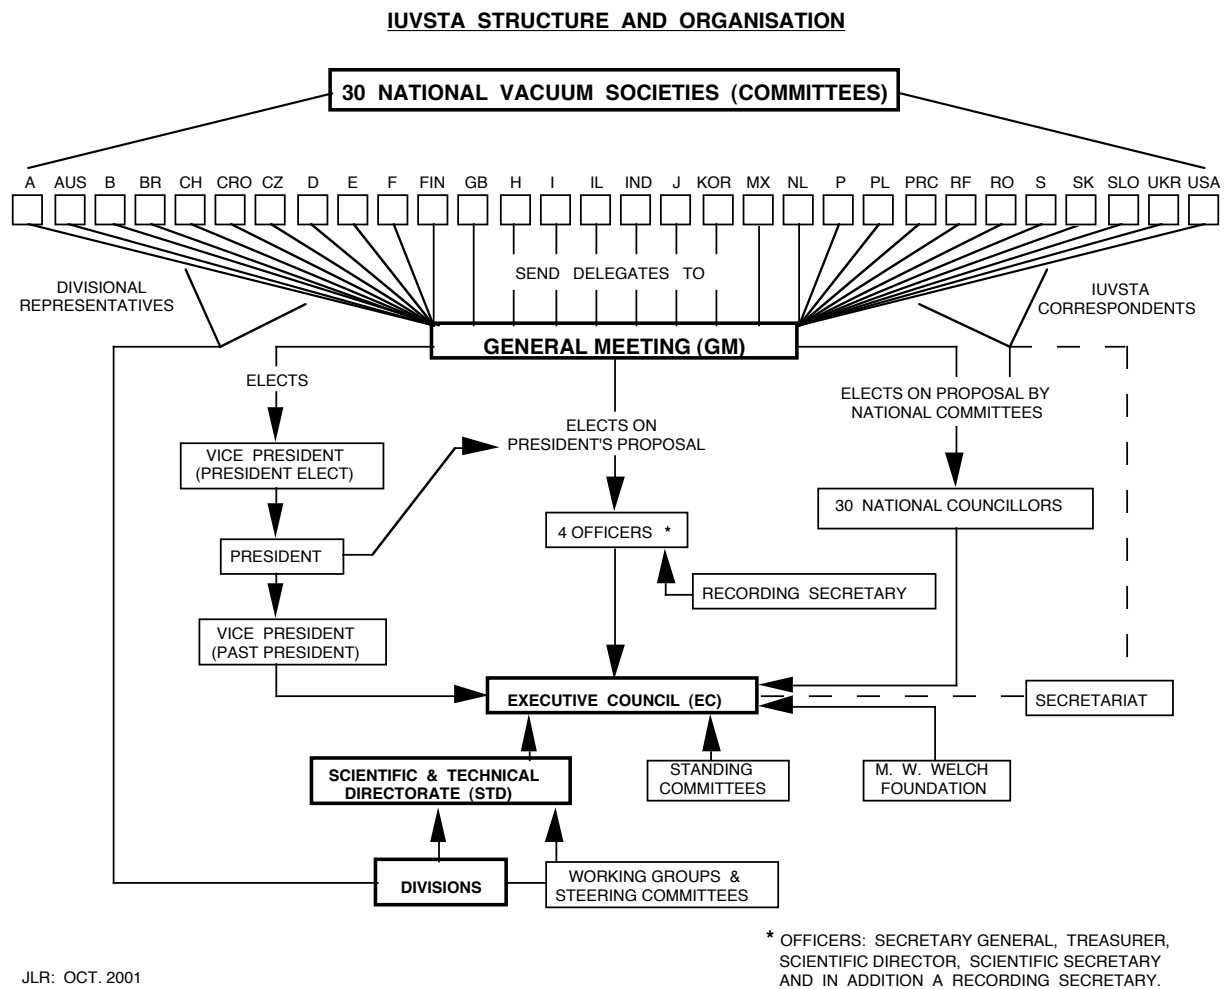 IUVSTA STRUCTURE AND ORGANISATION
30 NATIONAL VACUUM SOCIETIES (COMMITTEES)
A AUS B BR CH CRO CZ D E F FIN GB H I IL IND J KOR MX NL P PL PRC RF RO S SK SLO UKR USA
SEND DELEGATES TO
DIVISIONAL
REPRESENTATIVES
IUVSTA
CORRESPONDENTS
GENERAL MEETING (GM)
ELECTS
ELECTS ON
PRESIDENT'S PROPOSAL
ELECTS ON PROPOSAL BY
NATIONAL COMMITTEES
VICE PRESIDENT
(PRESIDENT ELECT)
30 NATIONAL COUNCILLORS
4 OFFICERS *
PRESIDENT
RECORDING SECRETARY
VICE PRESIDENT
(PAST PRESIDENT)
EXECUTIVE COUNCIL (EC)
SECRETARIAT
SCIENTIFIC & TECHNICAL
DIRECTORATE (STD)
STANDING
COMMITTEES
M. W. WELCH
FOUNDATION
DIVISIONS
WORKING GROUPS &
STEERING COMMITTEES
* OFFICERS: SECRETARY GENERAL, TREASURER,
SCIENTIFIC DIRECTOR, SCIENTIFIC SECRETARY
AND IN ADDITION A RECORDING SECRETARY.
JLR: OCT. 2001